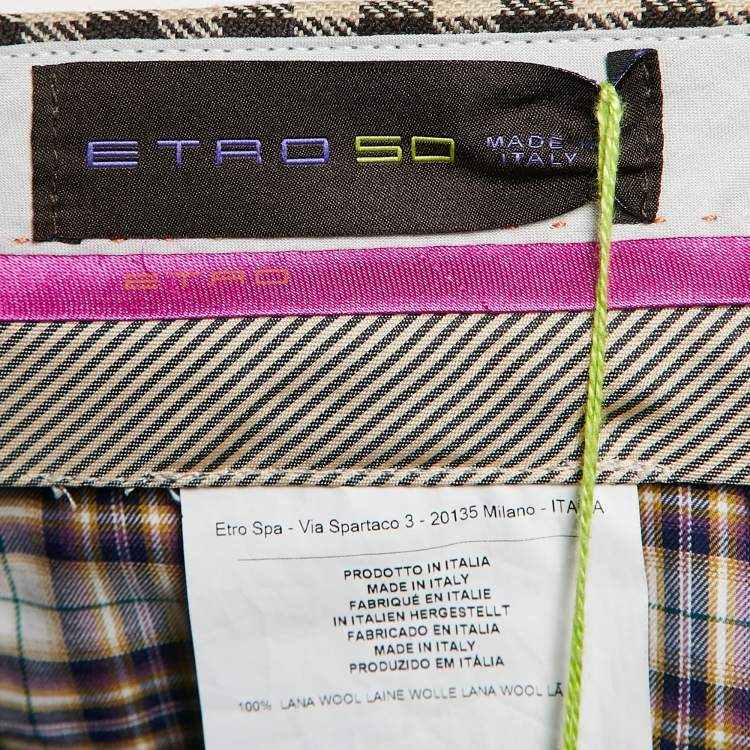 ETRO 50 MADE
ITALY
ETRO
Etro Spa - Via Spartaco 3 - 20135 Milano - ITALIA
PRODOTTO IN ITALIA
MADE IN ITALY
FABRIQUÉ EN ITALIE
IN ITALIEN HERGESTELLT
FABRICADO EN ITALIA
MADE IN ITALY
PRODUZIDO EM ITÁLIA
100% LANA WOOL LAINE WOLLE LANA WOOL